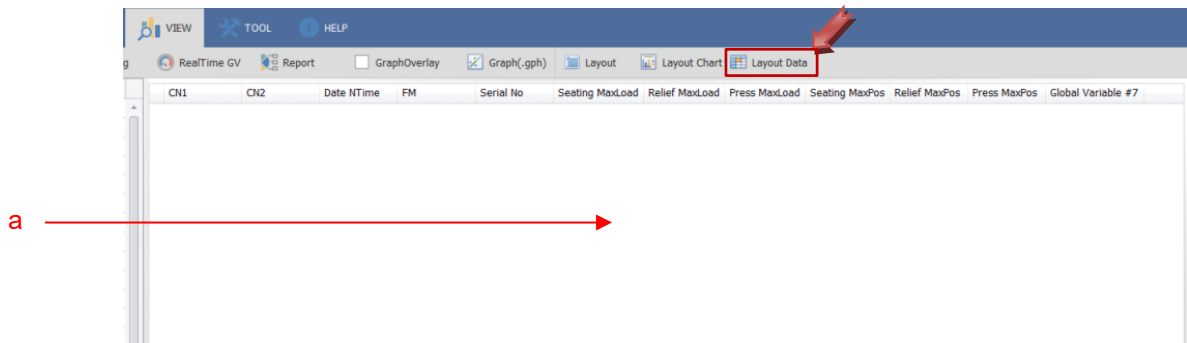 VIEW TOOL HELP
g RealTime GV Report GraphOverlay Graph(.gph) Layout Layout Chart Layout Data
CN1 CN2 Date NTime FM Serial No Seating MaxLoad Relief MaxLoad Press MaxLoad Seating MaxPos Relief MaxPos Press MaxPos Global Variable #7
a